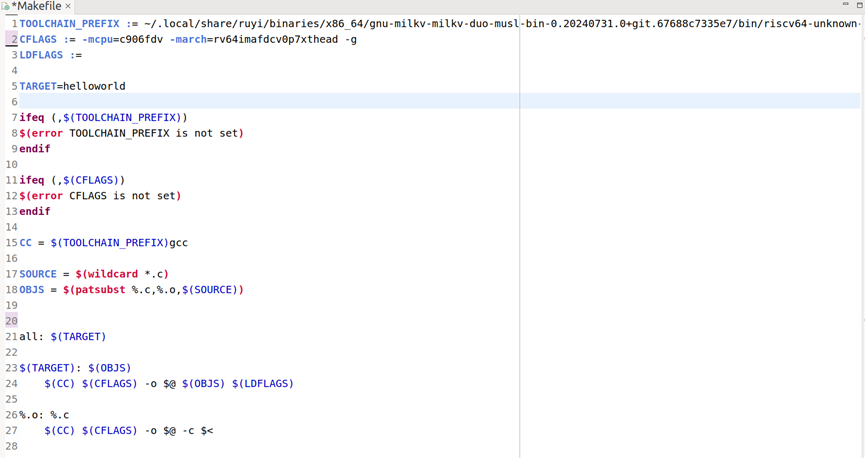 *Makefile ×
1 TOOLCHAIN_PREFIX := ~/.local/share/ruyi/binaries/x86_64/gnu-milkv-milkv-duo-musl-bin-0.20240731.0+git.67688c7335e7/bin/riscv64-unknown-
2 CFLAGS := -mcpu=c906fdv -march=rv64imafdcv0p7xthead -g
3 LDFLAGS :=
4
5 TARGET=helloworld
6
7 ifeq (,$(TOOLCHAIN_PREFIX))
8 $(error TOOLCHAIN_PREFIX is not set)
9 endif
10
11 ifeq (,$(CFLAGS))
12 $(error CFLAGS is not set)
13 endif
14
15 CC = $(TOOLCHAIN_PREFIX)gcc
16
17 SOURCE = $(wildcard *.c)
18 OBJS = $(patsubst %.c,%.o,$(SOURCE))
19
20
21 all: $(TARGET)
22
23 $(TARGET): $(OBJS)
24     $(CC) $(CFLAGS) -o $@ $(OBJS) $(LDFLAGS)
25
26 %.o: %.c
27     $(CC) $(CFLAGS) -o $@ -c $<
28